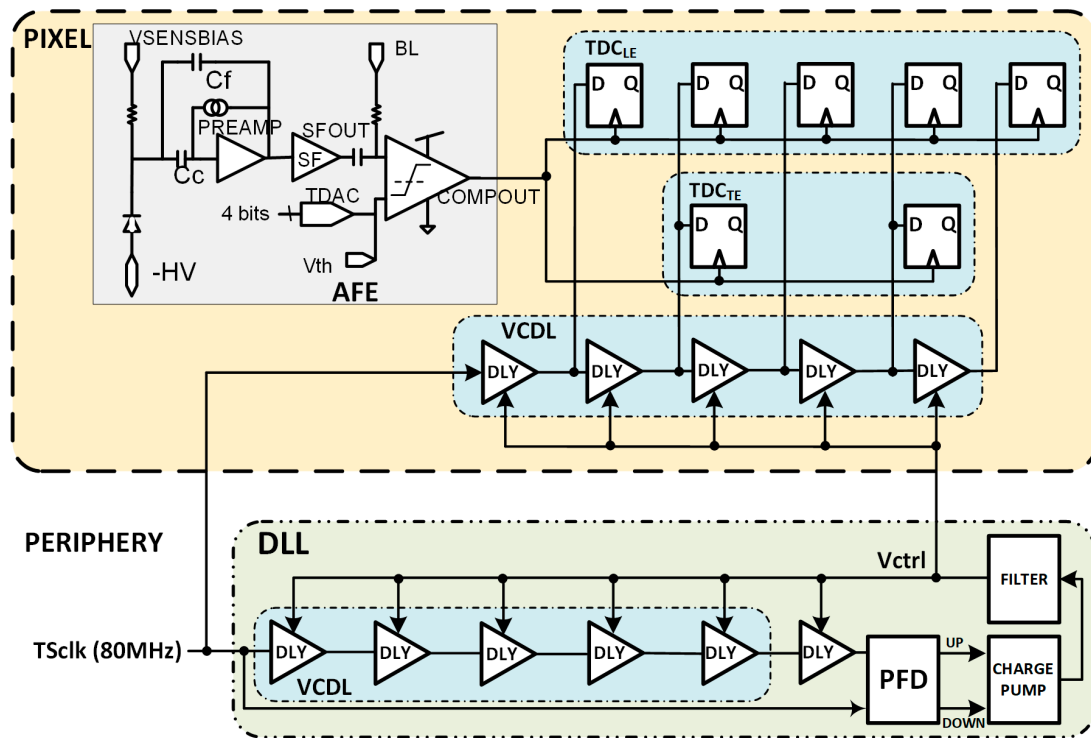 PIXEL
VSENSBIAS
BL
TDC_LE
Cf
D Q
D Q
D Q
D Q
D Q
PREAMP
SFOUT
SF
Cc
TDAC
COMPOUT
4 bits
TDC_TE
D Q
D Q
-HV
Vth
AFE
VCDL
DLY
DLY
DLY
DLY
DLY
PERIPHERY
DLL
Vctrl
FILTER
TSclk (80MHz)
DLY
DLY
DLY
DLY
DLY
DLY
VCDL
PFD
UP
DOWN
CHARGE
PUMP